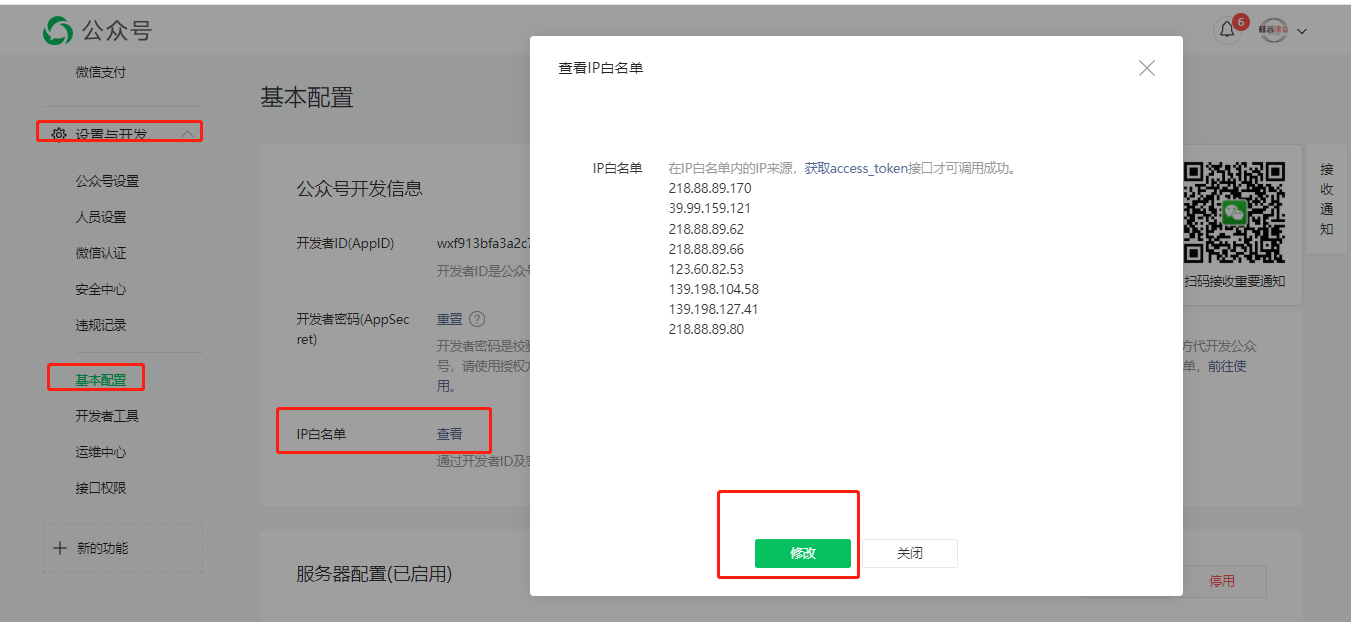 公众号
6
微信支付
设置与开发
公众号设置
人员设置
微信认证
安全中心
违规记录
基本配置
开发者工具
运维中心
接口权限
新的功能
基本配置
公众号开发信息
开发者ID(AppID)
wxf913bfa3a2c7
开发者ID是公众号
开发者密码(AppSec
ret)
重置
开发者密码是校验
号，请使用授权方
用。
IP白名单
查看
通过开发者ID及密
服务器配置(已启用)
查看IP白名单
IP白名单
在IP白名单内的IP来源，获取access_token接口才可调用成功。
218.88.89.170
39.99.159.121
218.88.89.62
218.88.89.66
123.60.82.53
139.198.104.58
139.198.127.41
218.88.89.80
修改
关闭
扫码接收重要通知
接
收
通
知
方代开发公众
单，前往使
停用